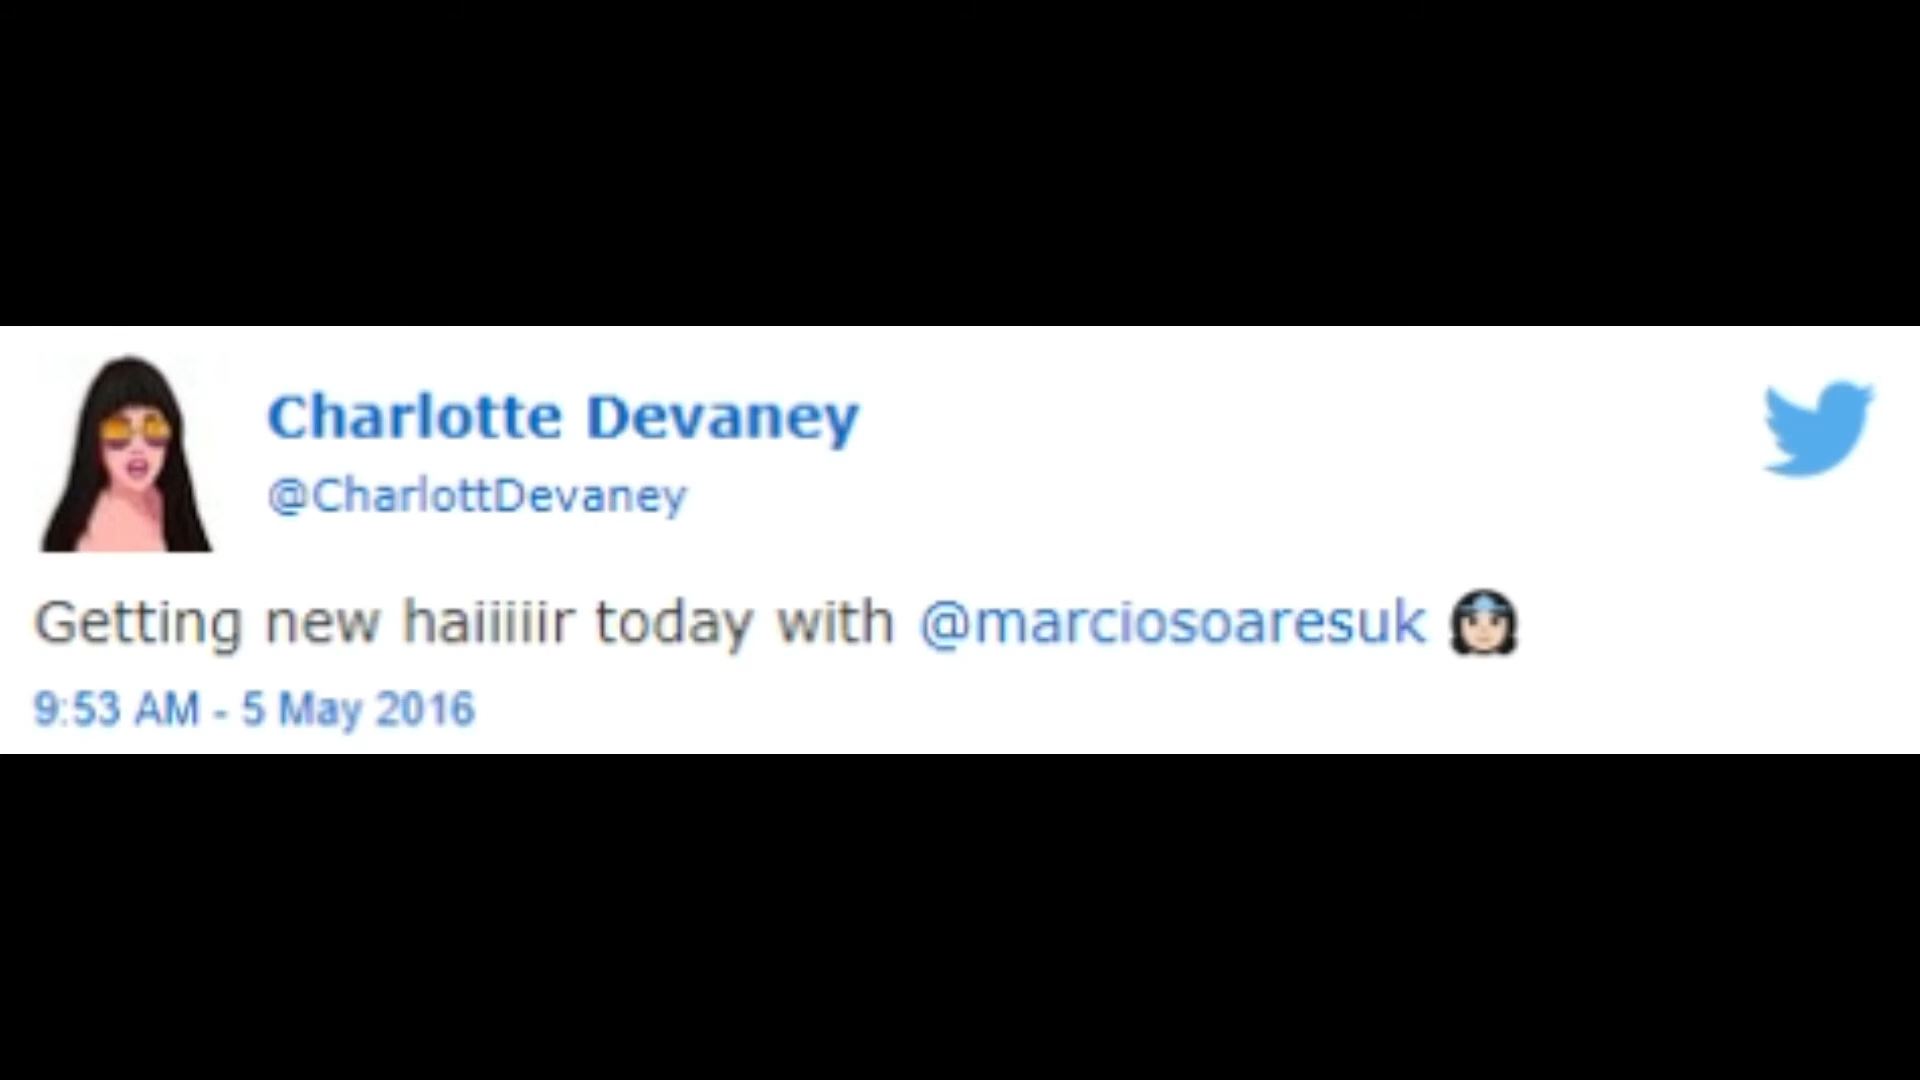 Charlotte Devaney
@CharlottDevaney
Getting new haiiiiir today with @marciosoaresuk
9:53 AM - 5 May 2016